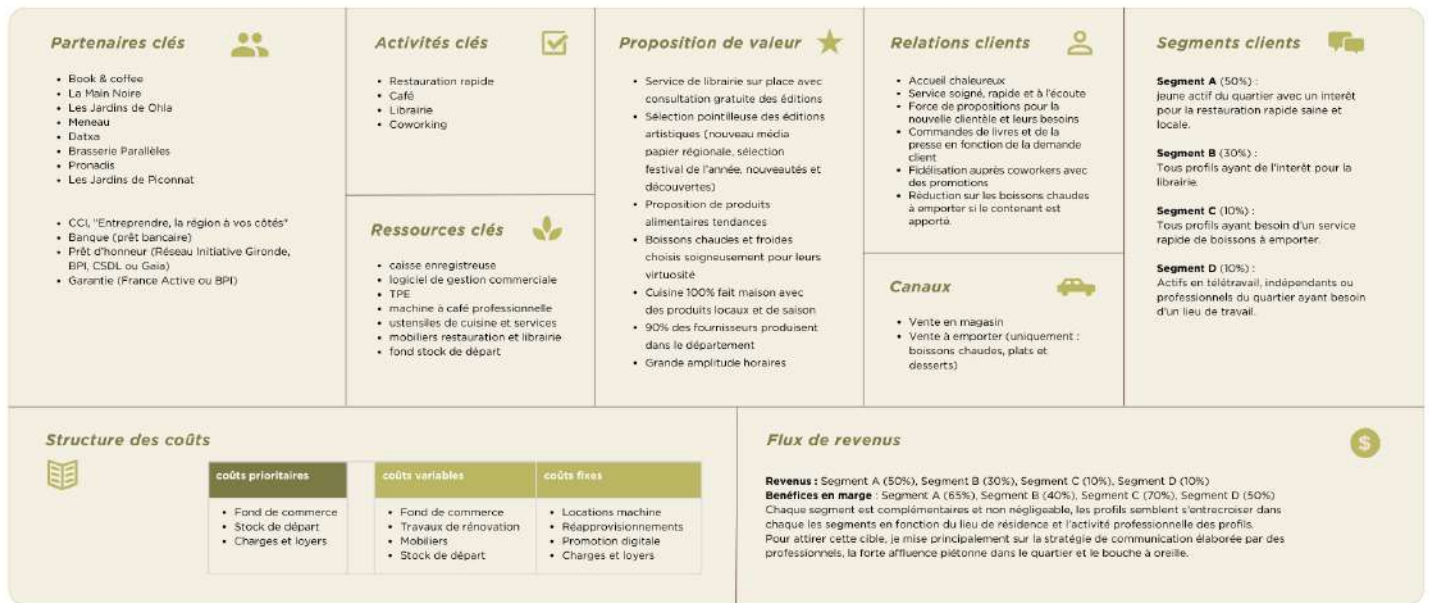 Partenaires clés
• Book & coffee
• La Main Noire
• Les Jardins de Ohla
• Meneau
• Datxa
• Brasserie Parallèles
• Pronadis
• Les Jardins de Piconnat
• CCI, "Entreprendre, la région à vos côtés"
• Banque (prêt bancaire)
• Prêt d'honneur (Réseau Initiative Gironde,
BPI, CSDL ou Gaia)
• Garantie (France Active ou BPI)
Activités clés
• Restauration rapide
• Café
• Librairie
• Coworking
Ressources clés
• caisse enregistreuse
• logiciel de gestion commerciale
• TPE
• machine à café professionnelle
• ustensiles de cuisine et services
• mobiliers restauration et librairie
• fond stock de départ
Proposition de valeur
• Service de librairie sur place avec
consultation gratuite des éditions
• Sélection pointilleuse des éditions
artistiques (nouveau média
papier régionale, sélection
festival de l'année, nouveautés et
découvertes)
• Proposition de produits
alimentaires tendances
• Boissons chaudes et froides
choisis soigneusement pour leurs
virtuosité
• Cuisine 100% fait maison avec
des produits locaux et de saison
• 90% des fournisseurs produisent
dans le département
• Grande amplitude horaires
Relations clients
• Accueil chaleureux
• Service soigné, rapide et à l'écoute
• Force de propositions pour la
nouvelle clientèle et leurs besoins
• Commandes de livres et de la
presse en fonction de la demande
client
• Fidélisation auprès coworkers avec
des promotions
• Réduction sur les boissons chaudes
à emporter si le contenant est
apporté.
Canaux
• Vente en magasin
• Vente à emporter (uniquement :
boissons chaudes, plats et
desserts)
Segments clients
Segment A (50%) :
jeune actif du quartier avec un interêt
pour la restauration rapide saine et
locale.
Segment B (30%) :
Tous profils ayant de l'interêt pour la
librairie.
Segment C (10%) :
Tous profils ayant besoin d'un service
rapide de boissons à emporter.
Segment D (10%) :
Actifs en télétravail, indépendants ou
professionnels du quartier ayant besoin
d'un lieu de travail.
Structure des coûts
coûts prioritaires
• Fond de commerce
• Stock de départ
• Charges et loyers
coûts variables
• Fond de commerce
• Travaux de rénovation
• Mobiliers
• Stock de départ
coûts fixes
• Locations machine
• Réapprovisionnements
• Promotion digitale
• Charges et loyers
Flux de revenus
$
Revenus : Segment A (50%), Segment B (30%), Segment C (10%), Segment D (10%)
Bénéfices en marge : Segment A (65%), Segment B (40%), Segment C (70%), Segment D (50%)
Chaque segment est complémentaires et non négligeable, les profils semblent s'entrecroiser dans
chaque les segments en fonction du lieu de résidence et l'activité professionnelle des profils.
Pour attirer cette cible, je mise principalement sur la stratégie de communication élaborée par des
professionnels, la forte affluence piétonne dans le quartier et le bouche à oreille.